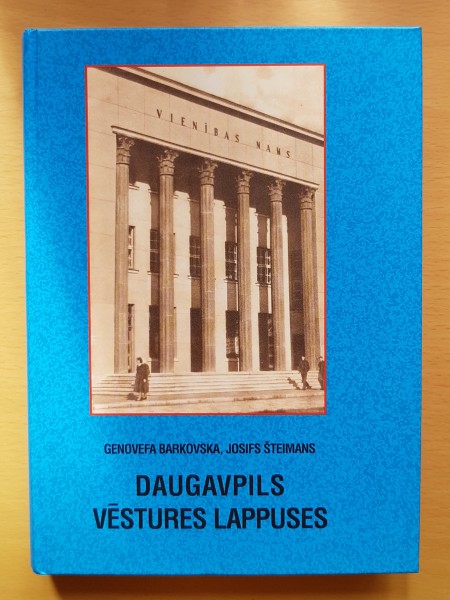 VIENĪBAS NAMS
GENOVEFA BARKOVSKA, JOSIFS ŠTEIMANS
DAUGAVPILS
VĒSTURES LAPPUSES